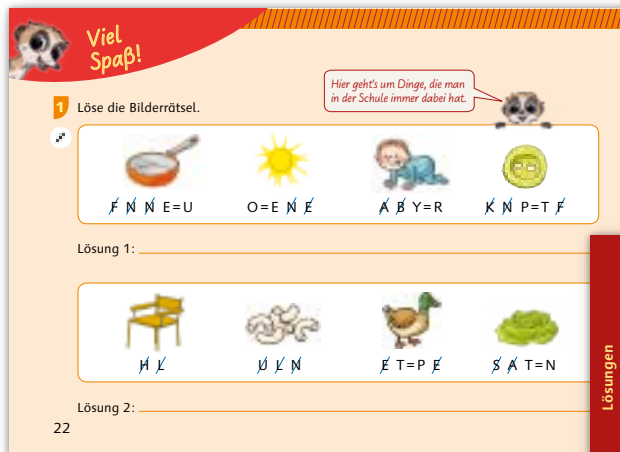 Viel
Spaß!
Hier geht's um Dinge, die man
in der Schule immer dabei hat.
1 Löse die Bilderrätsel.
F N N E=U O=E N E A B Y=R K N P=T F
Lösung 1:
H L U L N E T=P E S A T=N
Lösung 2:
22
Lösungen